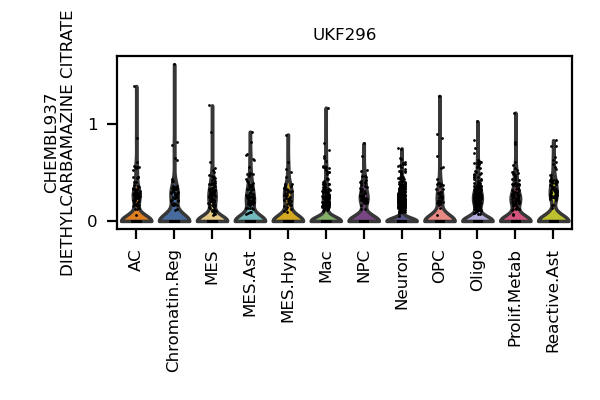 UKF296
CHEMBL937
DIETHYLCARBAMAZINE CITRATE
1
0
AC
Chromatin.Reg
MES
MES.Ast
MES.Hyp
Mac
NPC
Neuron
OPC
Oligo
Prolif.Metab
Reactive.Ast